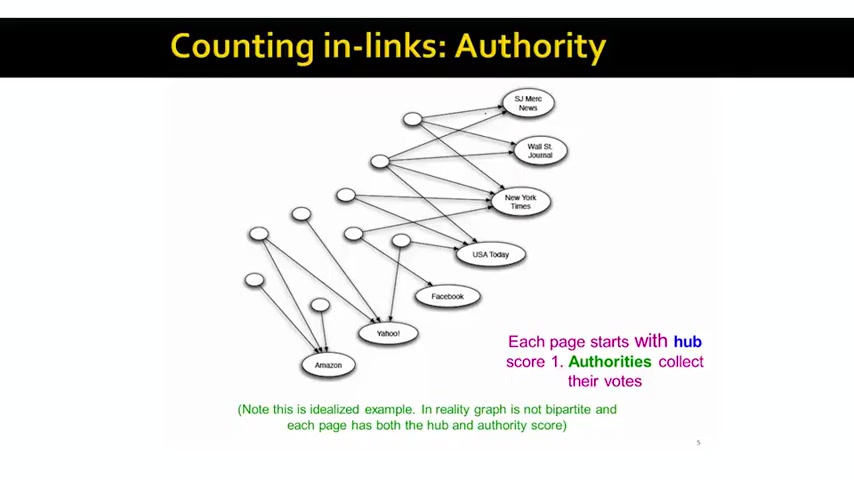 Counting in-links: Authority
SJ Merc
News
Wall St.
Journal
New York
Times
USA Today
Facebook
Yahoo!
Amazon
Each page starts with hub
score 1. Authorities collect
their votes
(Note this is idealized example. In reality graph is not bipartite and
each page has both the hub and authority score)
5